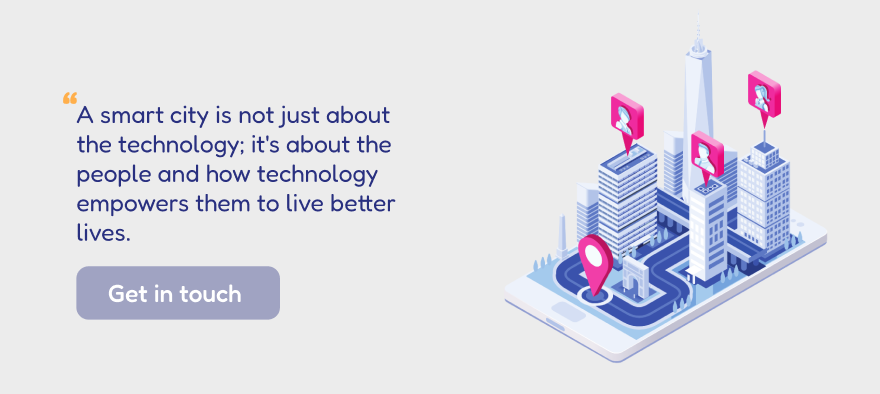 “A smart city is not just about
the technology; it's about the
people and how technology
empowers them to live better
lives.
Get in touch